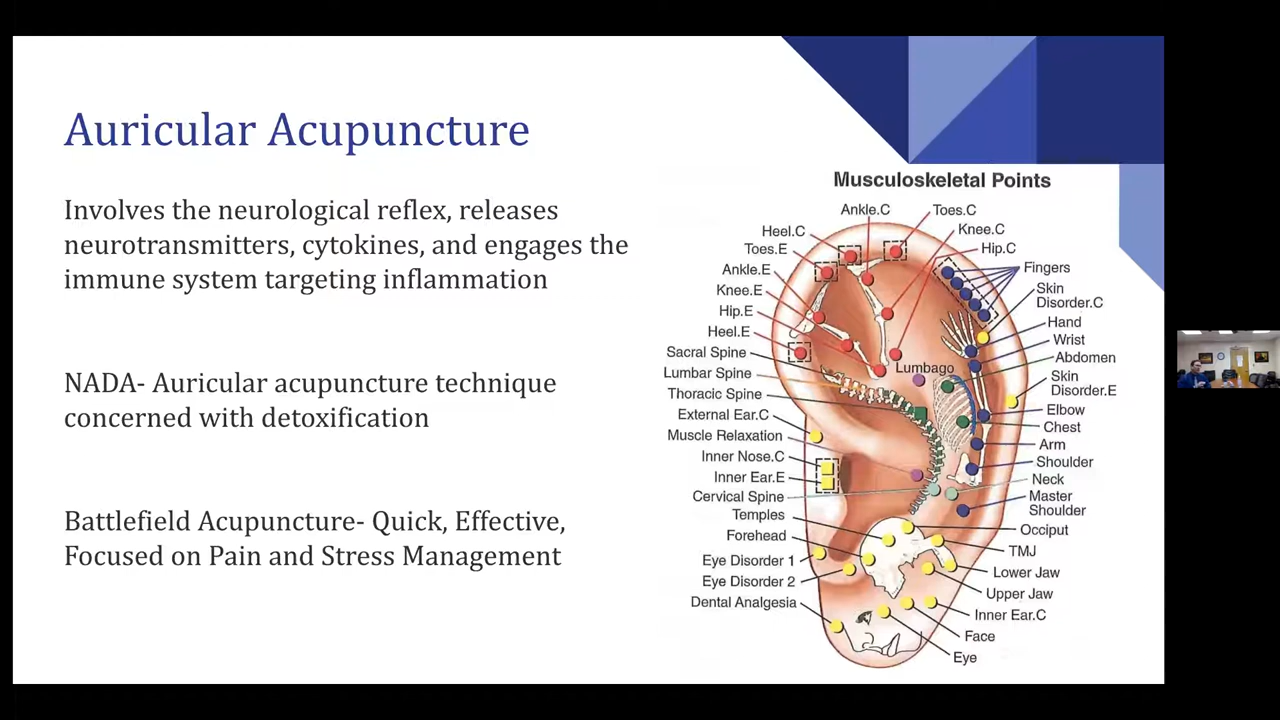 Auricular Acupuncture
Involves the neurological reflex, releases
neurotransmitters, cytokines, and engages the
immune system targeting inflammation
NADA- Auricular acupuncture technique
concerned with detoxification
Battlefield Acupuncture- Quick, Effective,
Focused on Pain and Stress Management
Musculoskeletal Points
Ankle.C
Toes.C
Heel.C
Knee.C
Toes.E
Hip.C
Ankle.E
Fingers
Knee.E
Skin
Disorder.C
Hip.E
Hand
Heel.E
Wrist
Sacral Spine
Abdomen
Lumbago
Lumbar Spine
Skin
Disorder.E
Thoracic Spine
Elbow
External Ear.C
Chest
Muscle Relaxation
Arm
Inner Nose.C
Shoulder
Inner Ear.E
Neck
Cervical Spine
Master
Shoulder
Temples
Occiput
Forehead
TMJ
Eye Disorder 1
Lower Jaw
Eye Disorder 2
Upper Jaw
Dental Analgesia
Inner Ear.C
Face
Eye